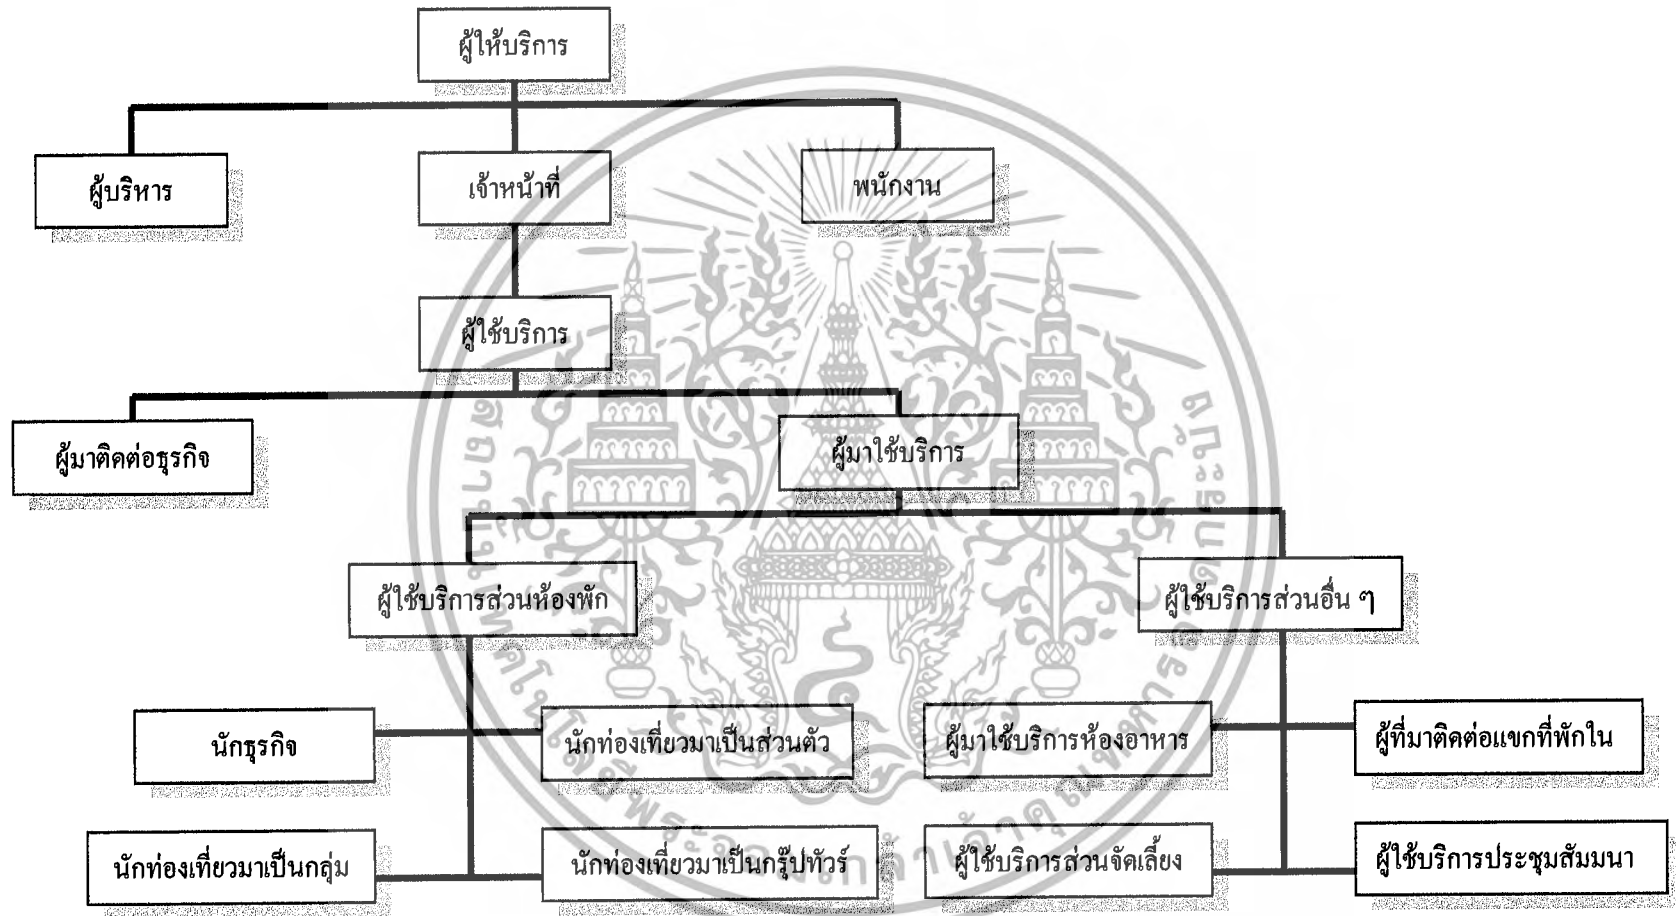 ผู้ให้บริการ
ผู้บริหาร
เจ้าหน้าที่
พนักงาน
ผู้ใช้บริการ
ผู้มาติดต่อธุรกิจ
ผู้มาใช้บริการ
ผู้ใช้บริการส่วนห้องพัก
ผู้ใช้บริการส่วนอื่น ๆ
นักธุรกิจ
นักท่องเที่ยวมาเป็นส่วนตัว
ผู้มาใช้บริการห้องอาหาร
ผู้ที่มาติดต่อแขกที่พักใน
นักท่องเที่ยวมาเป็นกลุ่ม
นักท่องเที่ยวมาเป็นกรุ๊ปทัวร์
ผู้ใช้บริการส่วนจัดเลี้ยง
ผู้ใช้บริการประชุมสัมมนา